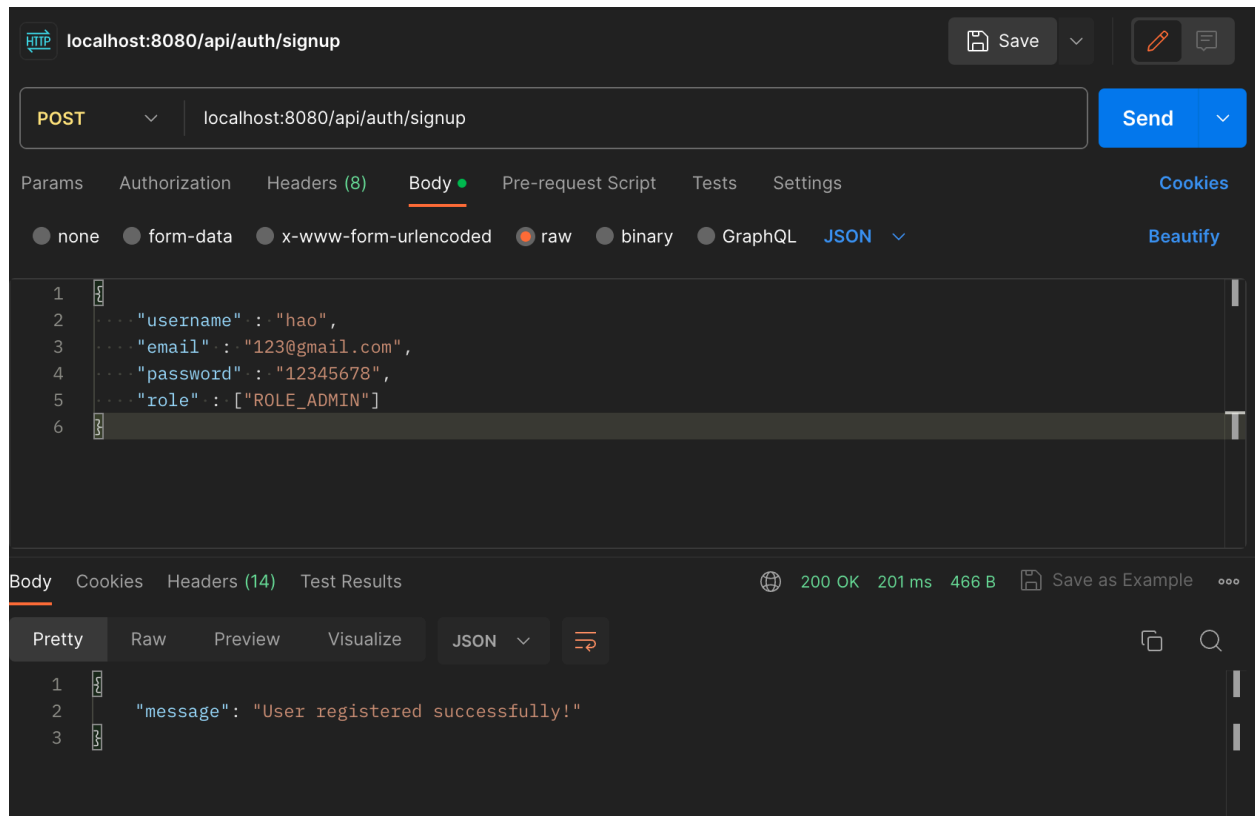 HTTP localhost:8080/api/auth/signup Save
POST localhost:8080/api/auth/signup Send
Params Authorization Headers (8) Body Pre-request Script Tests Settings Cookies
none form-data x-www-form-urlencoded raw binary GraphQL JSON Beautify
1 {
2 "username" : "hao",
3 "email" : "123@gmail.com",
4 "password" : "12345678",
5 "role" : ["ROLE_ADMIN"]
6 }
Body Cookies Headers (14) Test Results 200 OK 201 ms 466 B Save as Example
Pretty Raw Preview Visualize JSON
1 {
2 "message": "User registered successfully!"
3 }